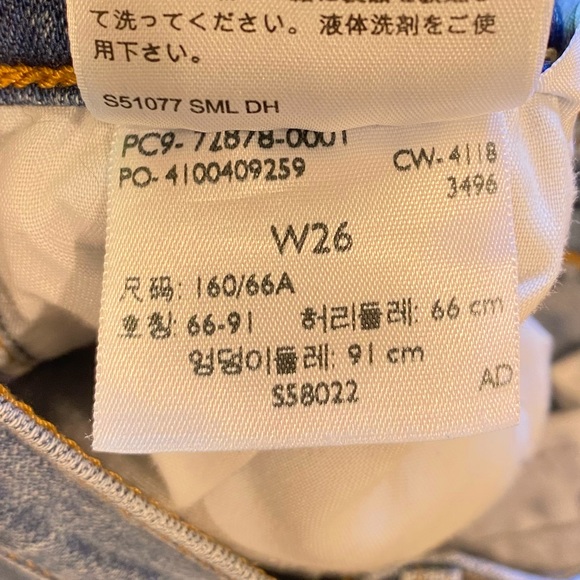 て洗ってください。液体洗剤をご使
用下さい。
S51077 SML DH
PC9-72878-0001
PO-4100409259
CW-4118
3496
W26
尺码: 160/66A
호칭: 66-91 허리둘레: 66 cm
엉덩이둘레: 91 cm
S58022
AD